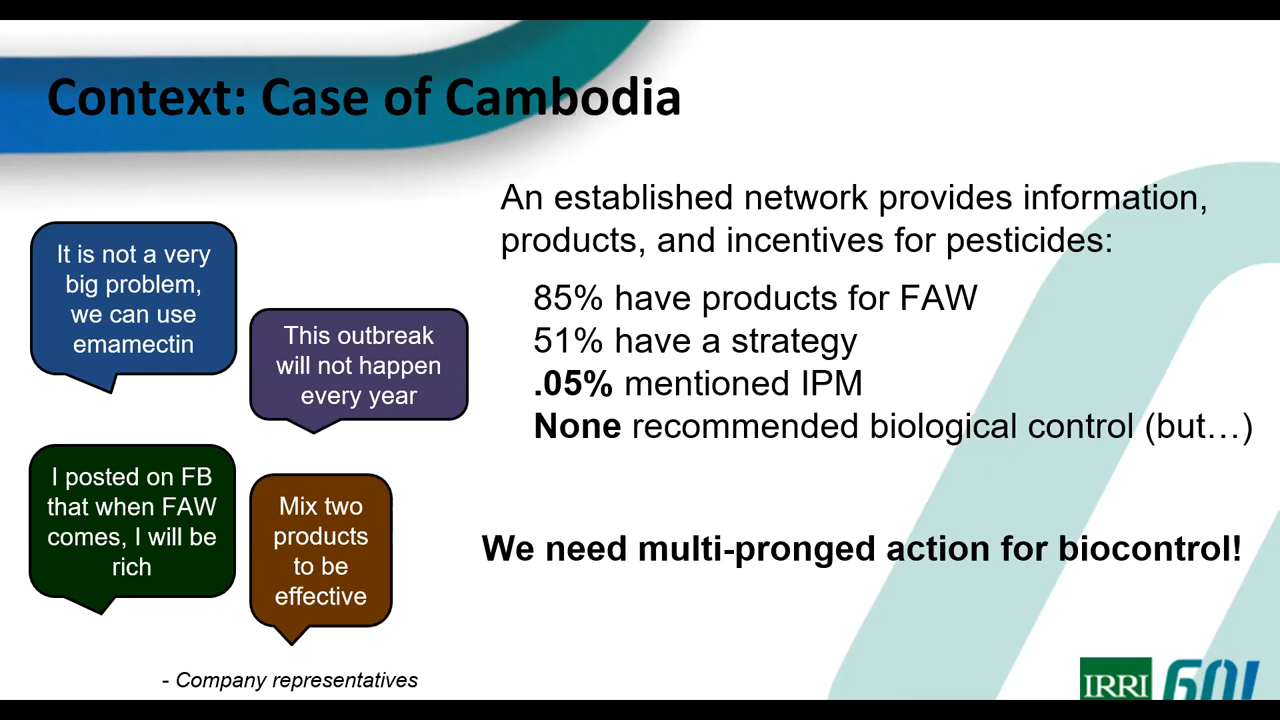 Context: Case of Cambodia
It is not a very
big problem,
we can use
emamectin
This outbreak
will not happen
every year
I posted on FB
that when FAW
comes, I will be
rich
Mix two
products
to be
effective
- Company representatives
An established network provides information,
products, and incentives for pesticides:
85% have products for FAW
51% have a strategy
.05% mentioned IPM
None recommended biological control (but…)
We need multi-pronged action for biocontrol!
IRRI
60!